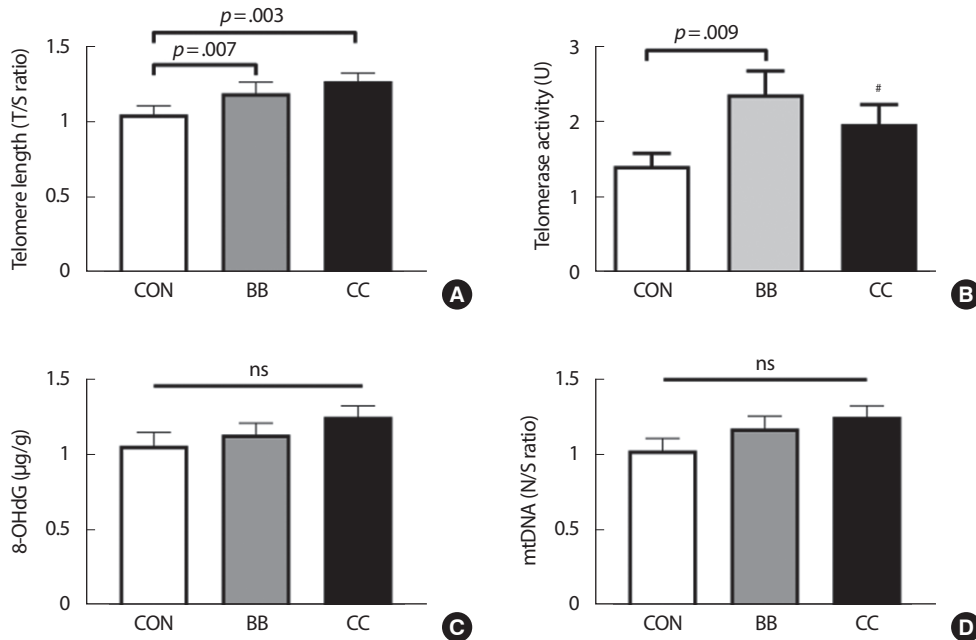 p=.003
p=.007
Telomere length (T/S ratio)
1.5
1
0.5
0
CON BB CC
A
p=.009
#
Telomerase activity (U)
3
2
1
0
CON BB CC
B
ns
8-OHdG (μg/g)
1.5
1
0.5
0
CON BB CC
C
ns
mtDNA (N/S ratio)
1.5
1
0.5
0
CON BB CC
D